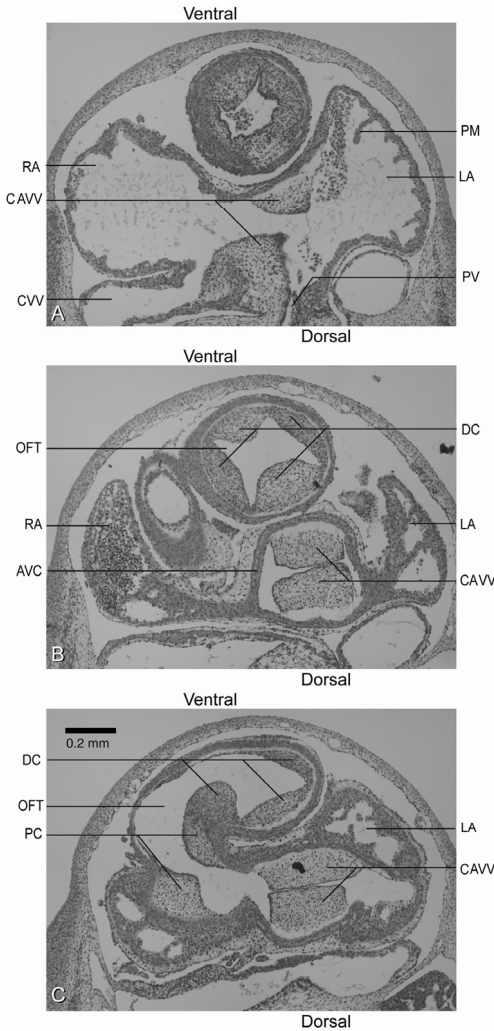 Ventral
PM
RA
LA
CAVV
CVV
PV
A
Dorsal
Ventral
DC
OFT
RA
LA
AVC
CAVV
B
Dorsal
Ventral
0.2 mm
DC
OFT
LA
PC
CAVV
C
Dorsal